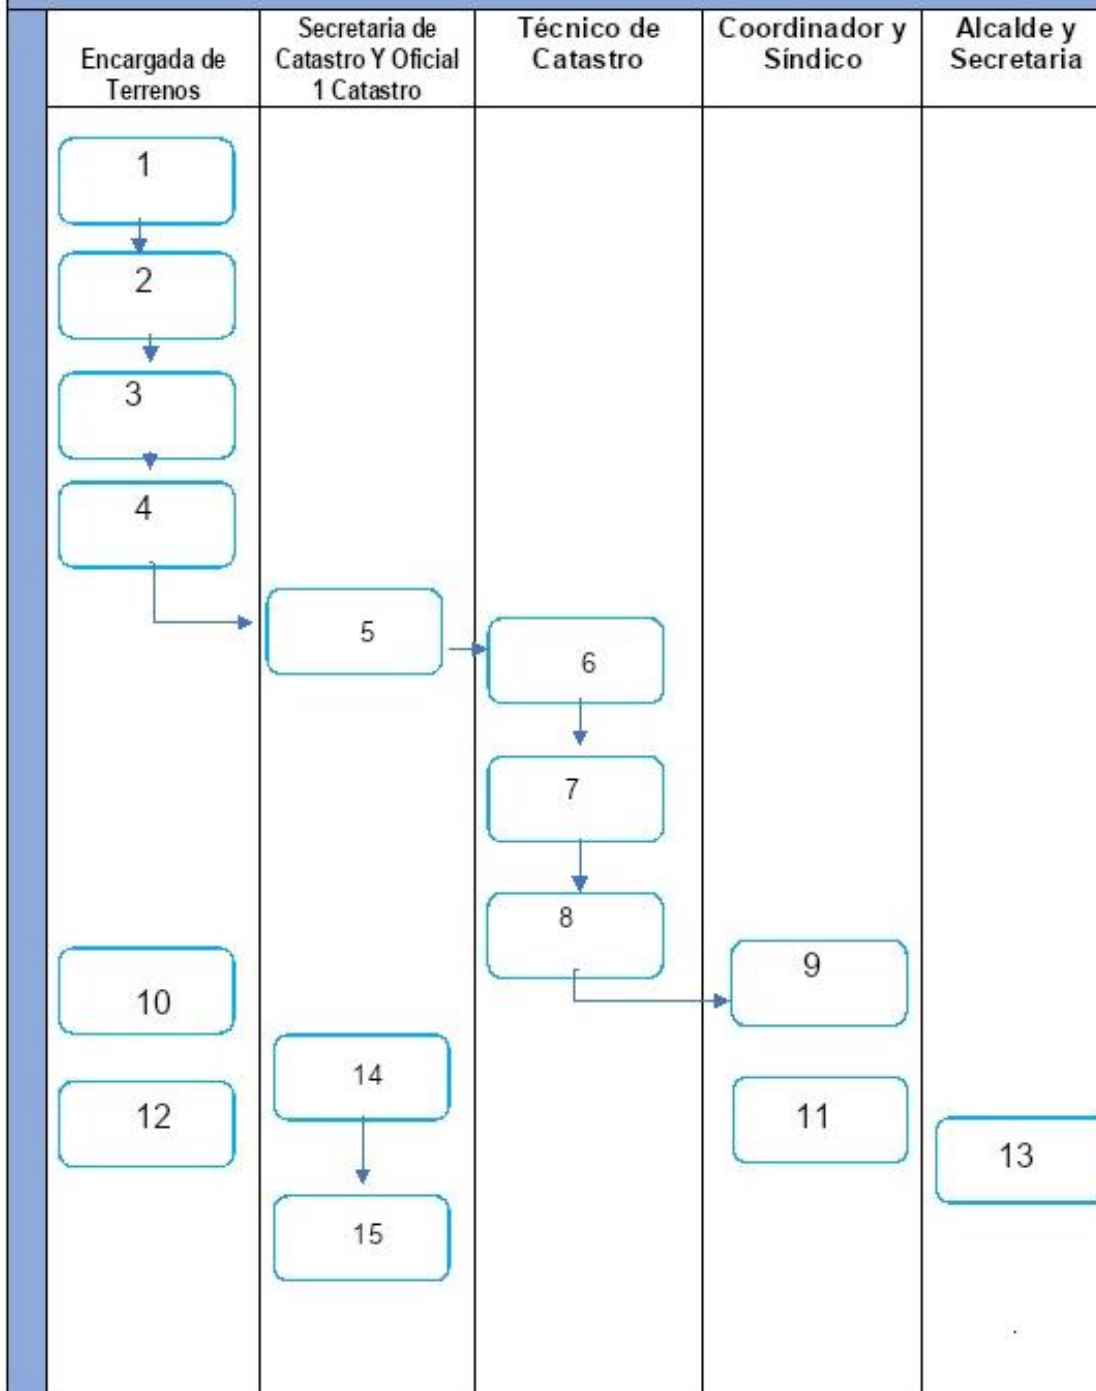 Encargada de
Terrenos
Secretaria de
Catastro Y Oficial
1 Catastro
Técnico de
Catastro
Coordinador y
Síndico
Alcalde y
Secretaria
1
2
3
4
5
6
7
8
9
10
14
12
11
13
15